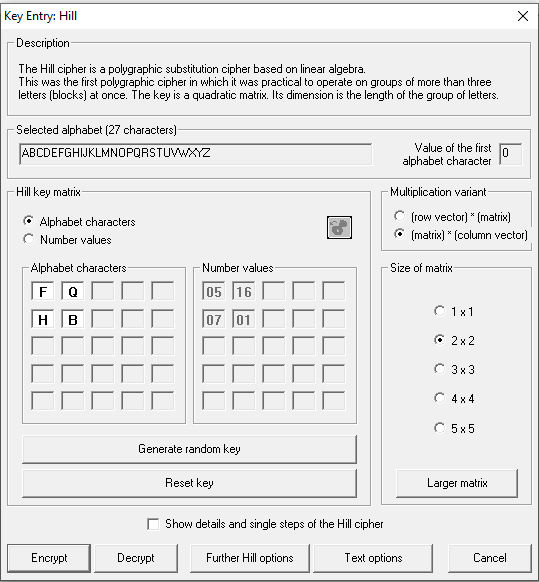 Key Entry: Hill
Description
The Hill cipher is a polygraphic substitution cipher based on linear algebra.
This was the first polygraphic cipher in which it was practical to operate on groups of more than three
letters (blocks) at once. The key is a quadratic matrix. Its dimension is the length of the group of letters.
Selected alphabet (27 characters)
ABCDEFGHIJKLMNOPQRSTUVWXYZ
Value of the first
alphabet character
0
Hill key matrix
Alphabet characters
Number values
Multiplication variant
(row vector) * (matrix)
(matrix) * (column vector)
Alphabet characters
F Q
H B
Number values
05 16
07 01
Size of matrix
1 x 1
2 x 2
3 x 3
4 x 4
5 x 5
Generate random key
Reset key
Larger matrix
Show details and single steps of the Hill cipher
Encrypt
Decrypt
Further Hill options
Text options
Cancel